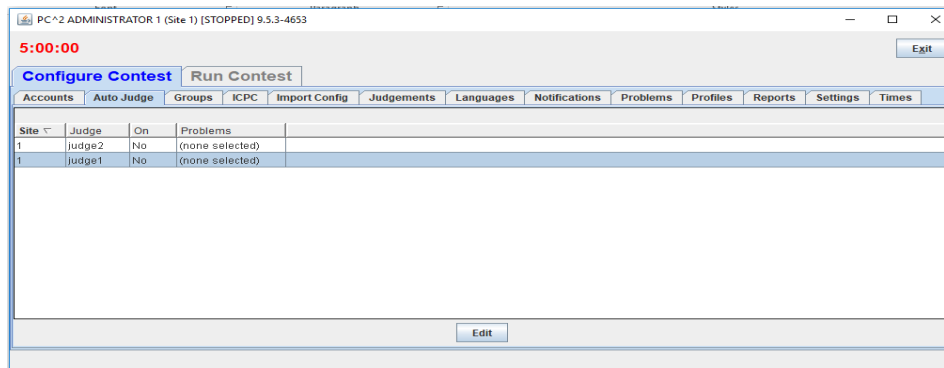 PC^2 ADMINISTRATOR 1 (Site 1) [STOPPED] 9.5.3-4653
5:00:00
Exit
Configure Contest Run Contest
Accounts Auto Judge Groups ICPC Import Config Judgements Languages Notifications Problems Profiles Reports Settings Times
Site Judge On Problems
1 judge2 No (none selected)
1 judge1 No (none selected)
Edit